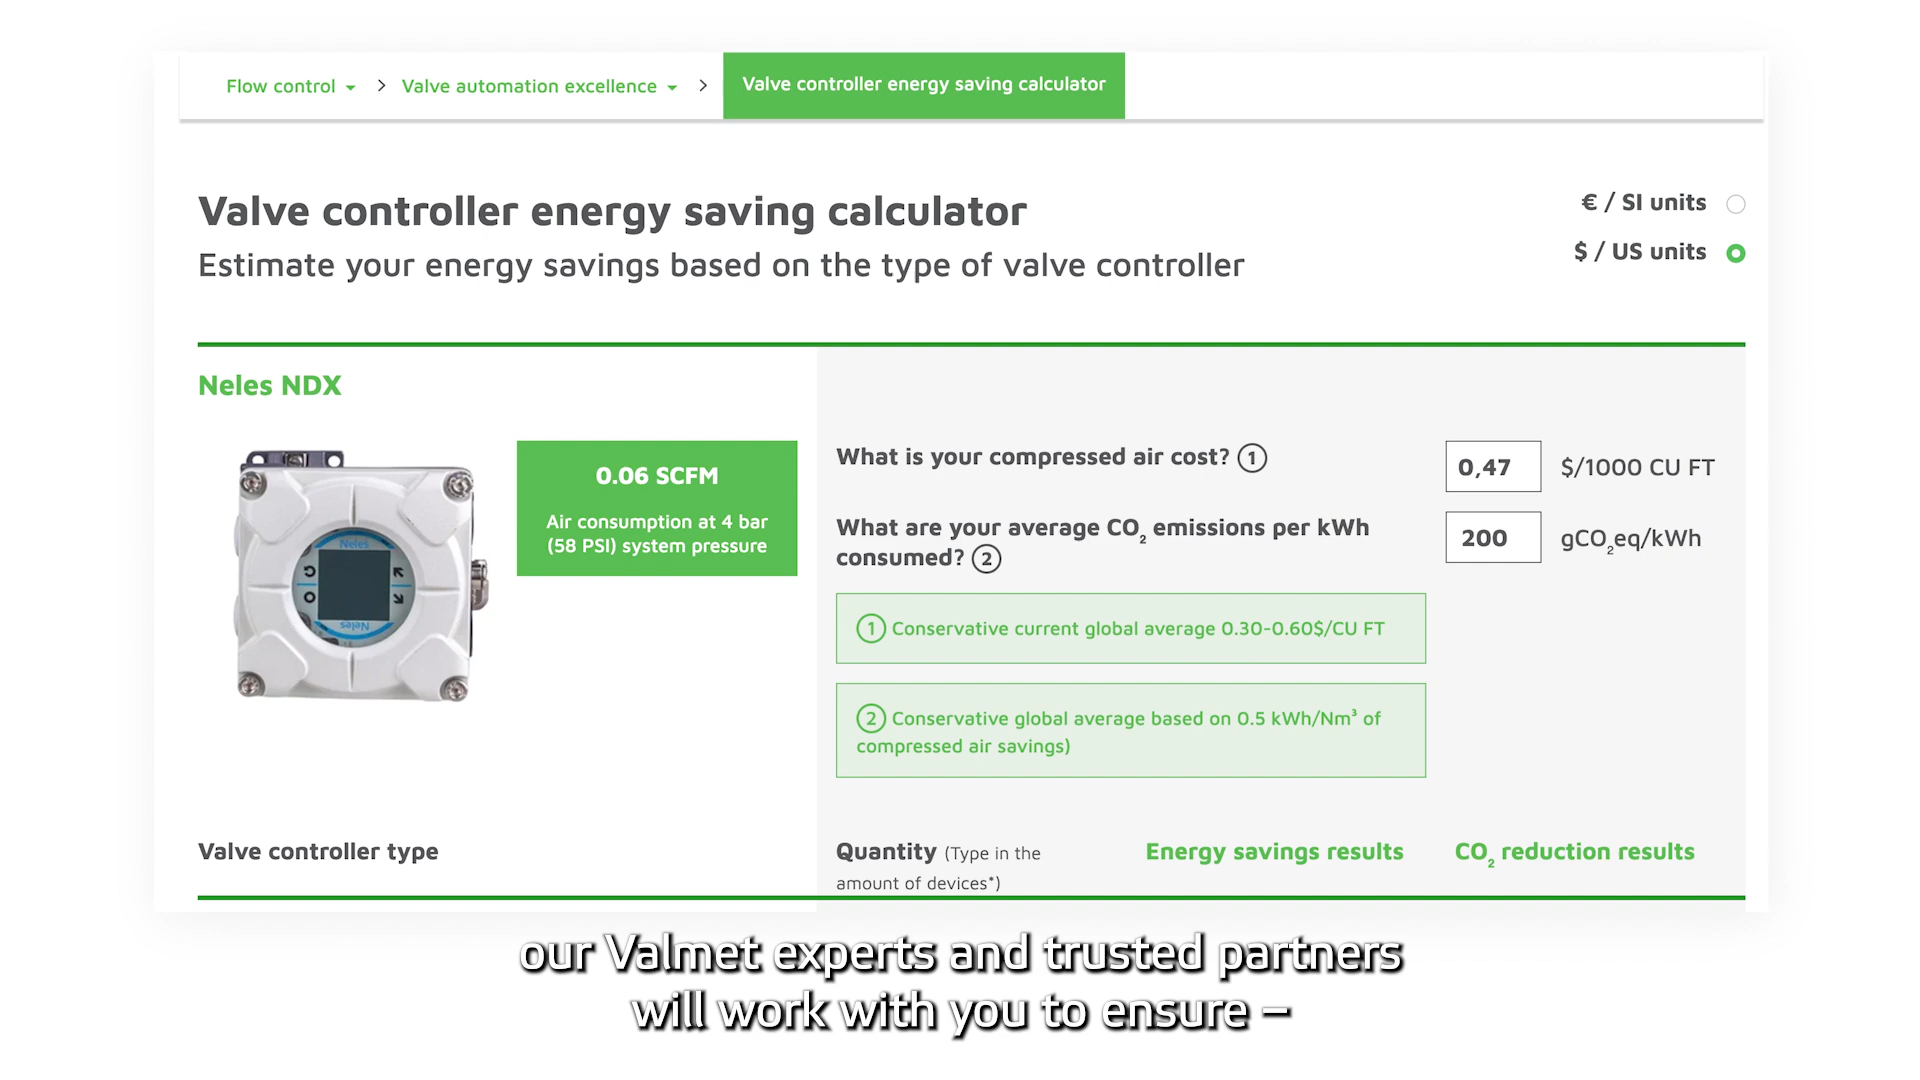 Flow control > Valve automation excellence > Valve controller energy saving calculator
Valve controller energy saving calculator
Estimate your energy savings based on the type of valve controller
€ / SI units
$ / US units
Neles NDX
Neles
Neles
0.06 SCFM
Air consumption at 4 bar
(58 PSI) system pressure
What is your compressed air cost? ①
0,47 $/1000 CU FT
What are your average CO₂ emissions per kWh
consumed? ②
200 gCO₂eq/kWh
① Conservative current global average 0.30-0.60$/CU FT
② Conservative global average based on 0.5 kWh/Nm³ of
compressed air savings)
Valve controller type
Quantity (Type in the
amount of devices*)
Energy savings results
CO₂ reduction results
our Valmet experts and trusted partners
will work with you to ensure –